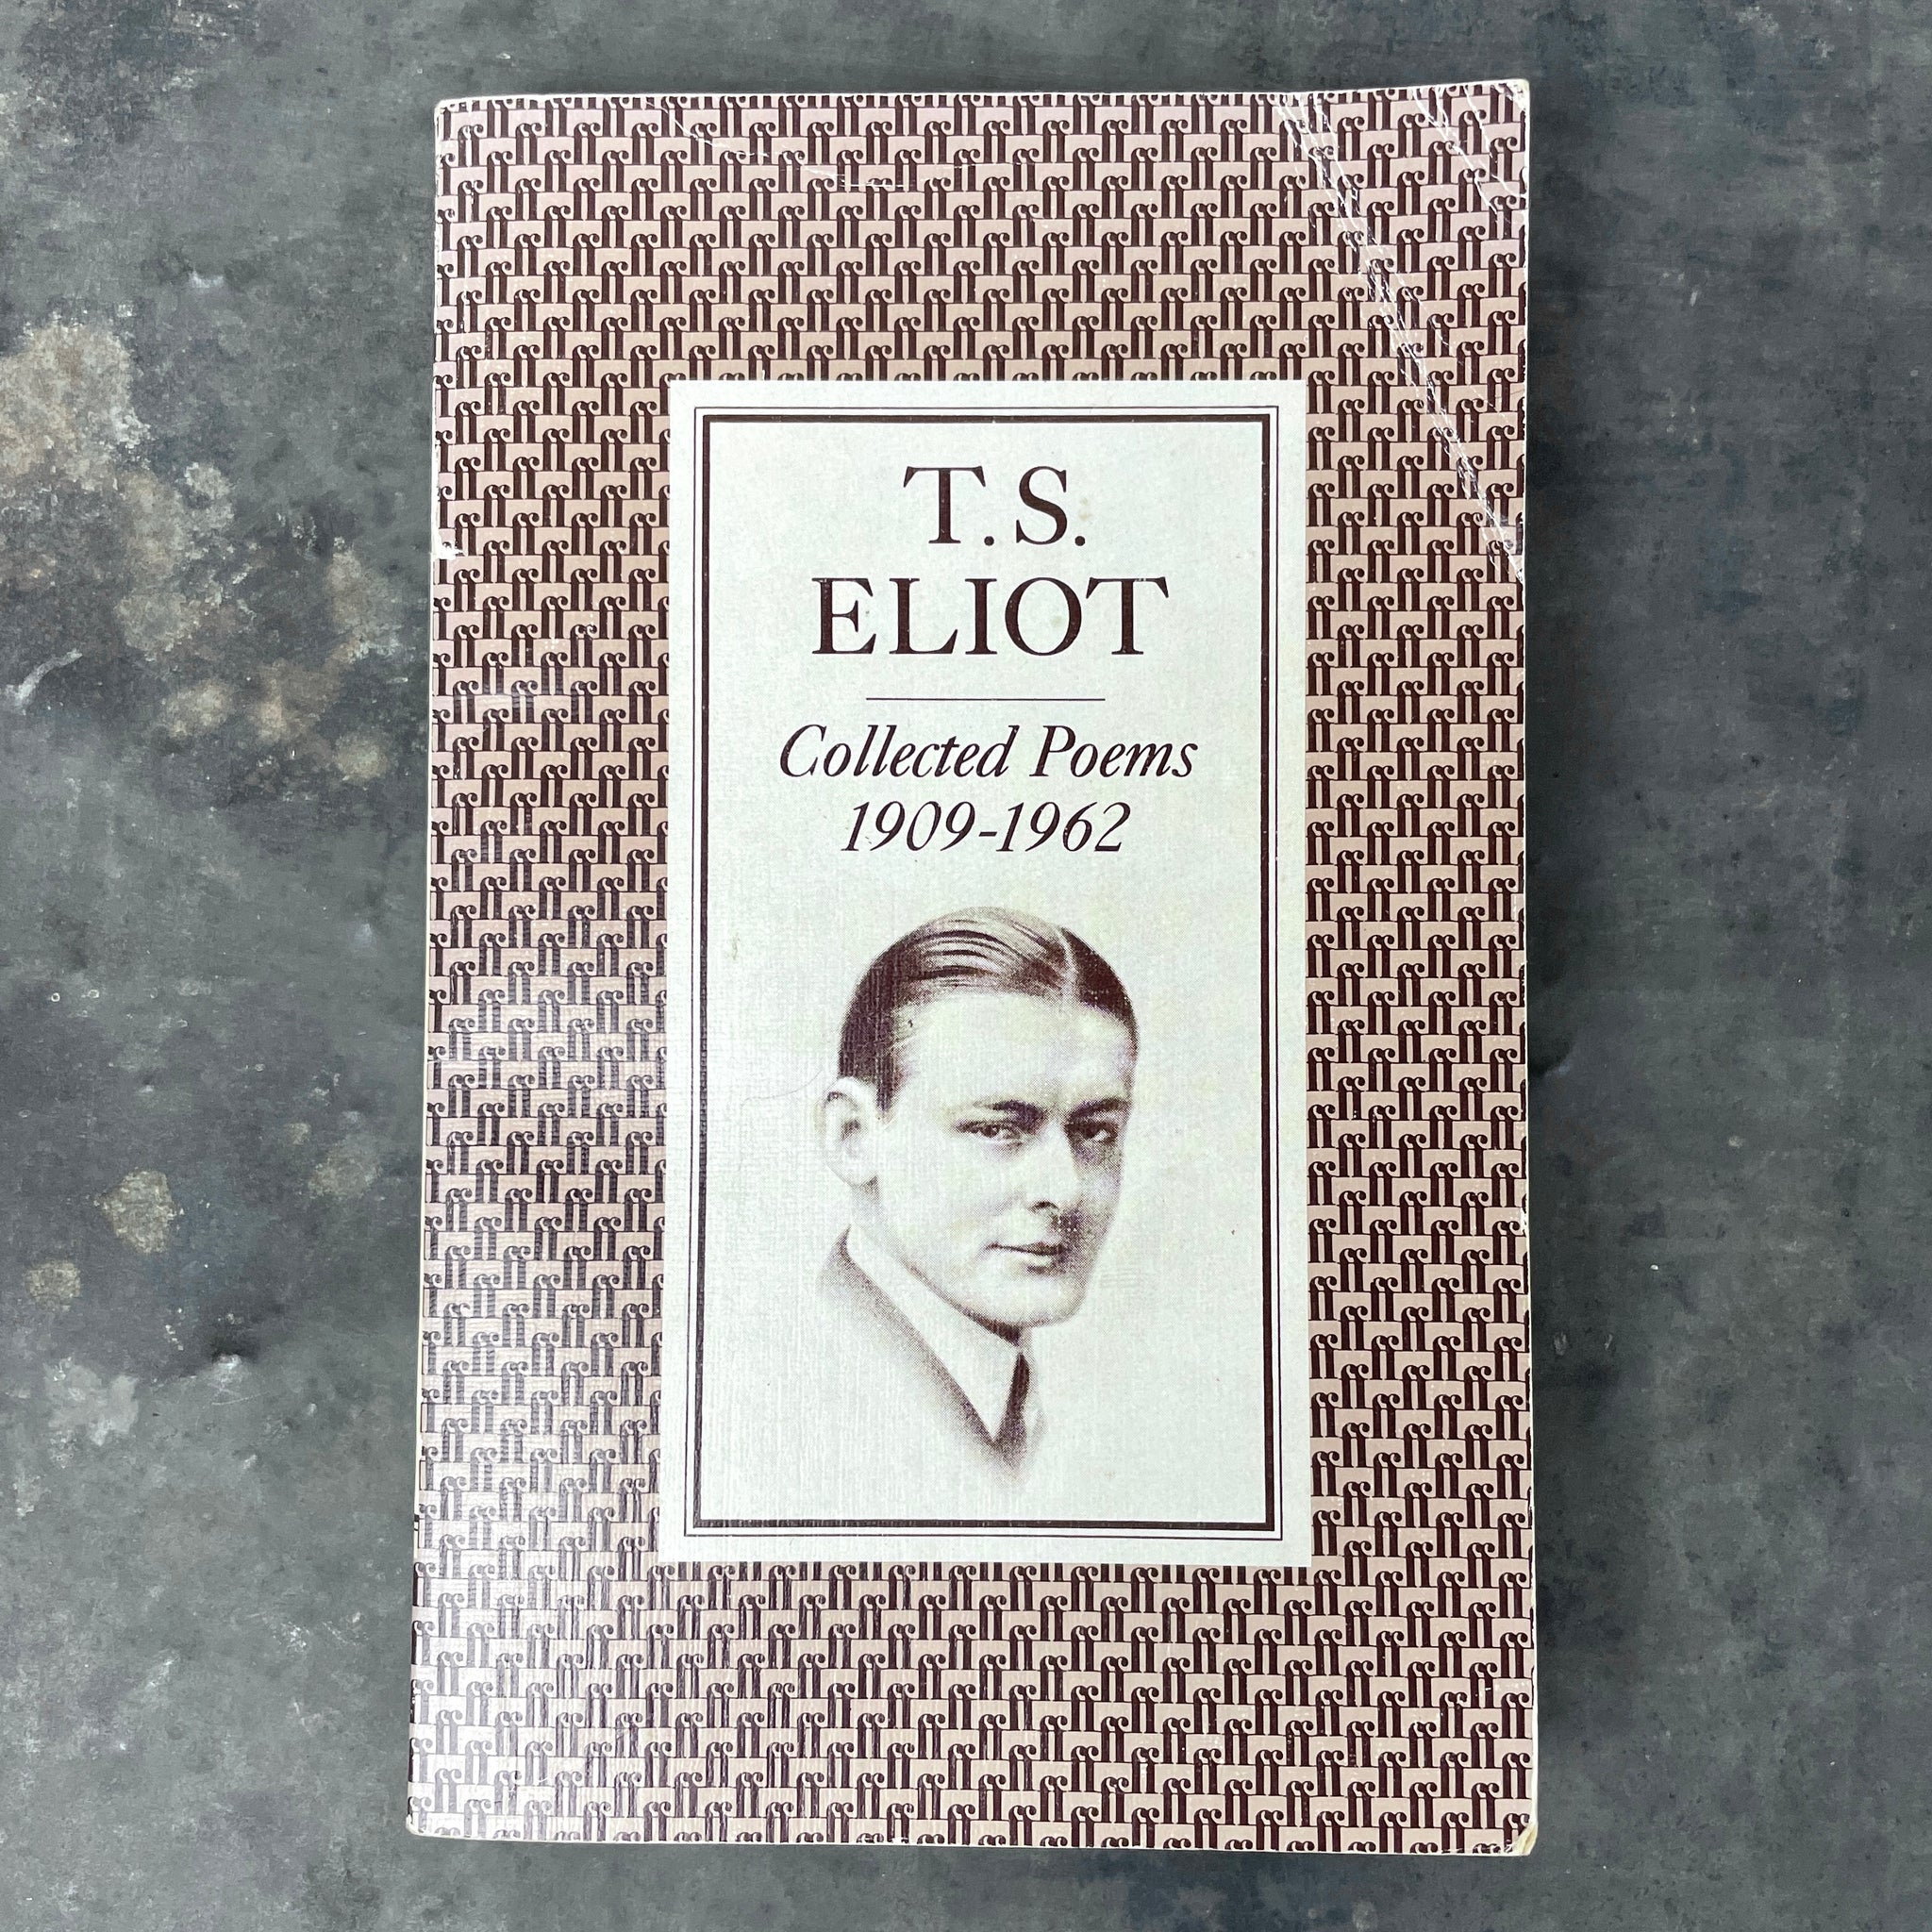 T.S.
ELIOT
Collected Poems
1909-1962